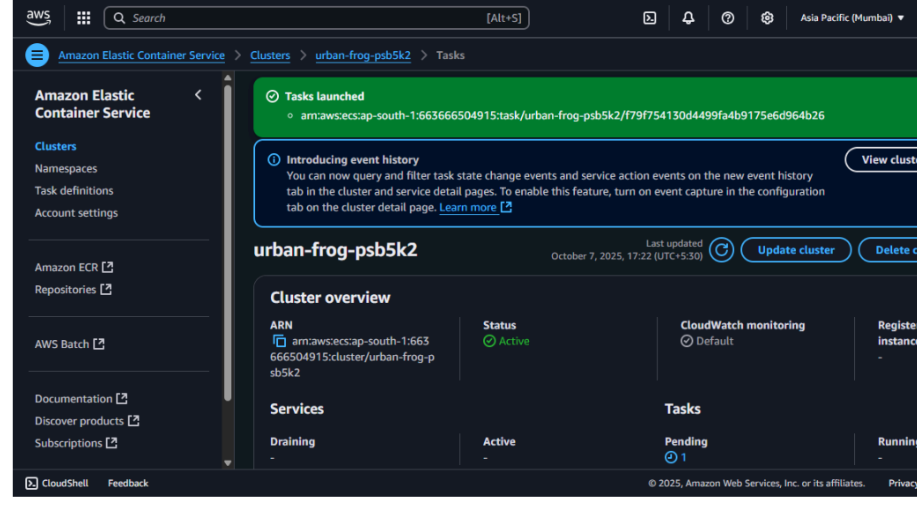 aws
Search [Alt+S] Asia Pacific (Mumbai)
Amazon Elastic Container Service > Clusters > urban-frog-psb5k2 > Tasks
Amazon Elastic
Container Service
Clusters
Namespaces
Task definitions
Account settings
Amazon ECR
Repositories
AWS Batch
Documentation
Discover products
Subscriptions
Tasks launched
arn:aws:ecs:ap-south-1:663666504915:task/urban-frog-psb5k2/f79f754130d4499fa4b9175e6d964b26
Introducing event history
You can now query and filter task state change events and service action events on the new event history
tab in the cluster and service detail pages. To enable this feature, turn on event capture in the configuration
tab on the cluster detail page. Learn more
View cluste
urban-frog-psb5k2
Last updated
October 7, 2025, 17:22 (UTC+5:30)
Update cluster
Delete c
Cluster overview
ARN
arn:aws:ecs:ap-south-1:663
666504915:cluster/urban-frog-p
sb5k2
Status
Active
CloudWatch monitoring
Default
Registe
instanc
-
Services
Draining
-
Active
-
Tasks
Pending
1
Running
-
CloudShell Feedback © 2025, Amazon Web Services, Inc. or its affiliates. Privacy